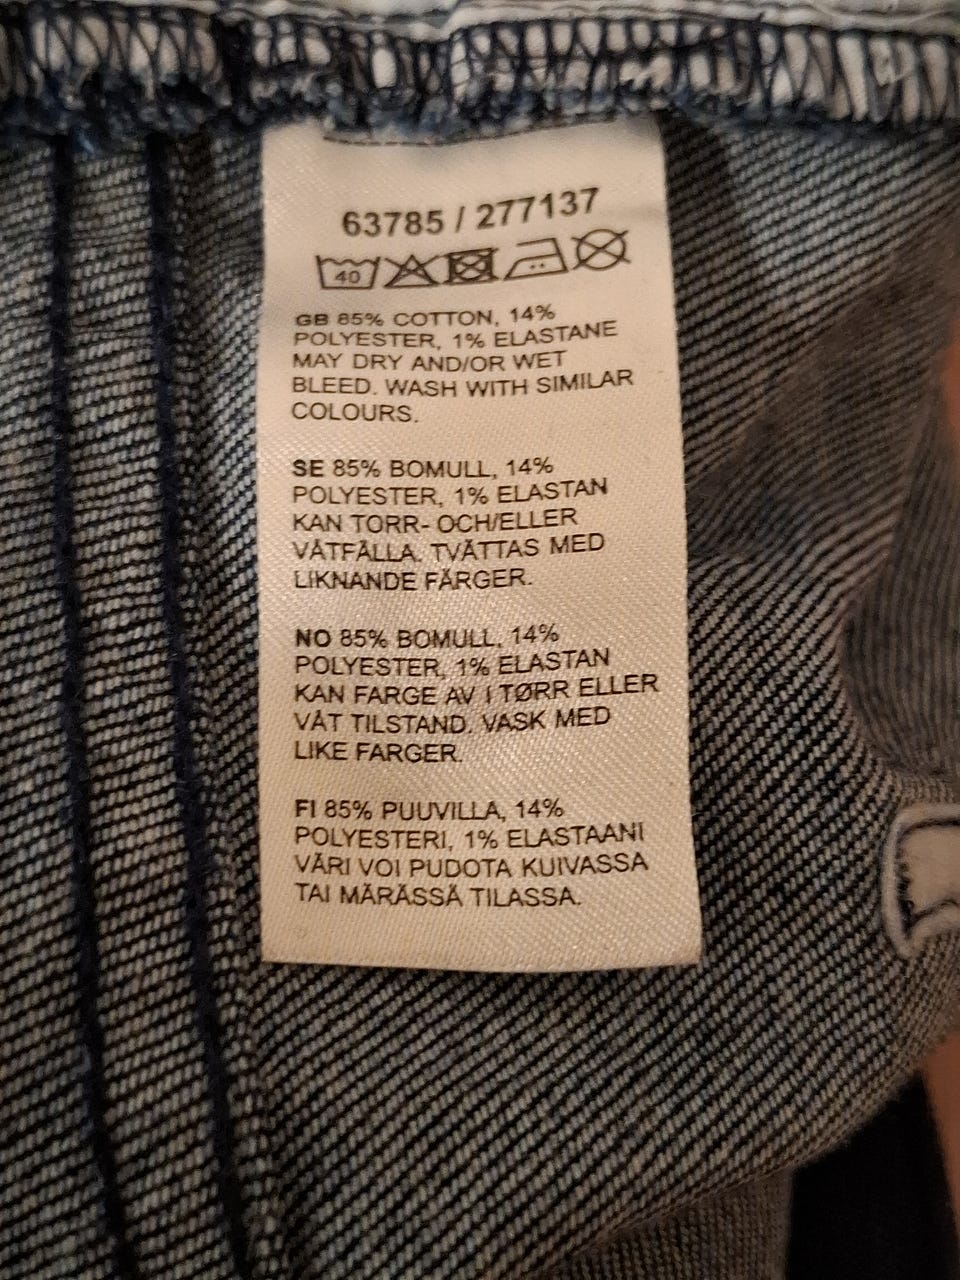 63785 / 277137
40
GB 85% COTTON, 14%
POLYESTER, 1% ELASTANE
MAY DRY AND/OR WET
BLEED. WASH WITH SIMILAR
COLOURS.
SE 85% BOMULL, 14%
POLYESTER, 1% ELASTAN
KAN TORR- OCH/ELLER
VÅTFÄLLA. TVÄTTAS MED
LIKNANDE FÄRGER.
NO 85% BOMULL, 14%
POLYESTER, 1% ELASTAN
KAN FARGE AV I TØRR ELLER
VÅT TILSTAND. VASK MED
LIKE FARGER.
FI 85% PUUVILLA, 14%
POLYESTERI, 1% ELASTAANI
VÄRI VOI PUDOTA KUIVASSA
TAI MÄRÄSSÄ TILASSA.